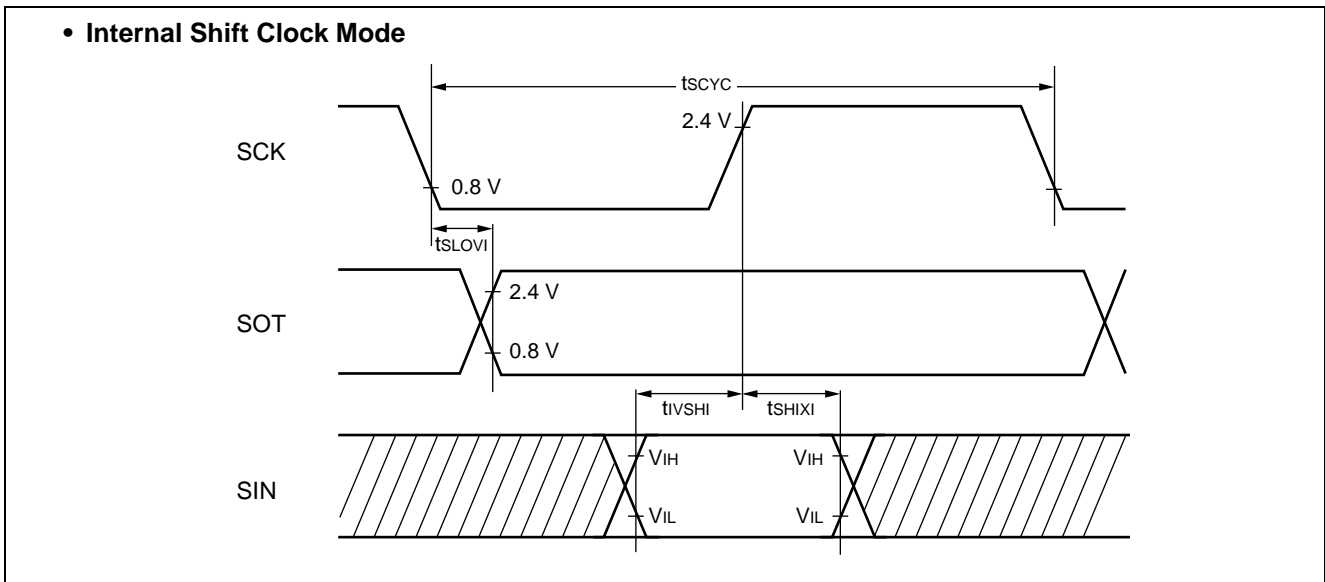 • Internal Shift Clock Mode
tSCYC
2.4 V
SCK
0.8 V
tSLOVI
2.4 V
SOT
0.8 V
tIVSHI tSHIXI
VIH VIH
SIN
VIL VIL